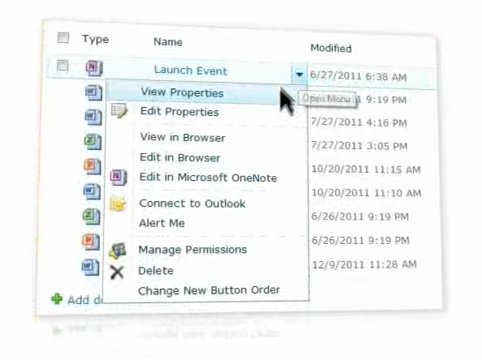 Type Name Modified
Launch Event 6/27/2011 6:38 AM
View Properties
Open Menu 9:19 PM
Edit Properties 7/27/2011 4:16 PM
View in Browser 7/27/2011 3:05 PM
Edit in Browser 10/20/2011 11:15 AM
Edit in Microsoft OneNote
10/20/2011 11:10 AM
Connect to Outlook
Alert Me 6/26/2011 9:19 PM
Manage Permissions 6/26/2011 9:19 PM
Delete 12/9/2011 11:28 AM
Change New Button Order
Add